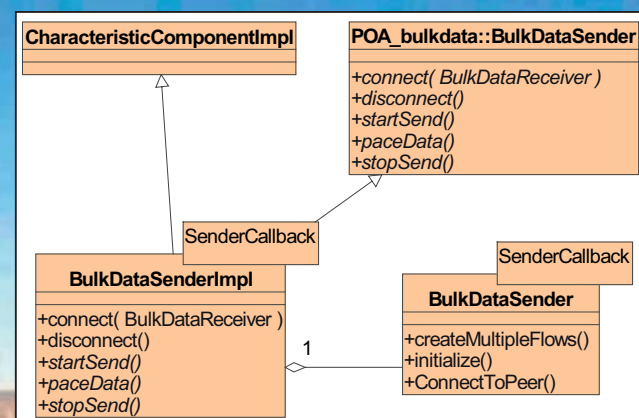 CharacteristicComponentImpl
POA_bulkdata::BulkDataSender
+connect( BulkDataReceiver )
+disconnect()
+startSend()
+paceData()
+stopSend()
SenderCallback
BulkDataSenderImpl
+connect( BulkDataReceiver )
+disconnect()
+startSend()
+paceData()
+stopSend()
1
SenderCallback
BulkDataSender
+createMultipleFlows()
+initialize()
+ConnectToPeer()